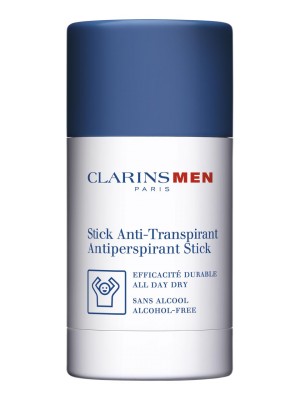 CLARINSMEN
PARIS
Stick Anti-Transpirant
Antiperspirant Stick
EFFICACITÉ DURABLE
ALL DAY DRY
SANS ALCOOL
ALCOHOL-FREE